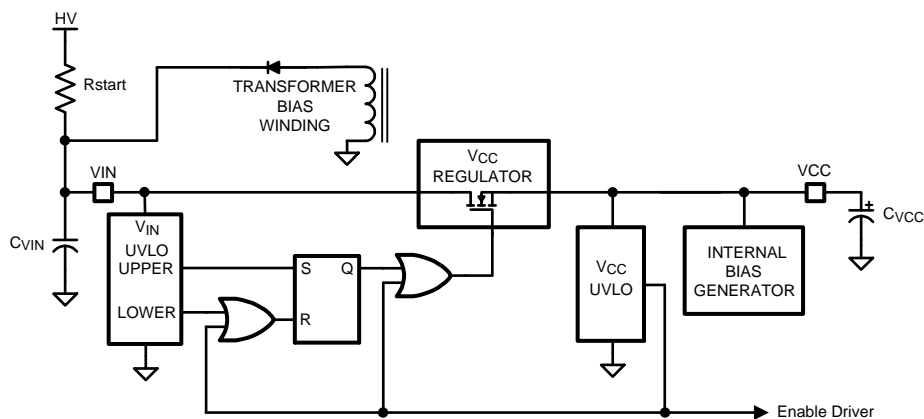 HV
Rstart
TRANSFORMER
BIAS
WINDING
VCC
REGULATOR
VIN
VCC
CVIN
CVCC
VIN
UVLO
UPPER
LOWER
S
Q
R
VCC
UVLO
INTERNAL
BIAS
GENERATOR
+
Enable Driver